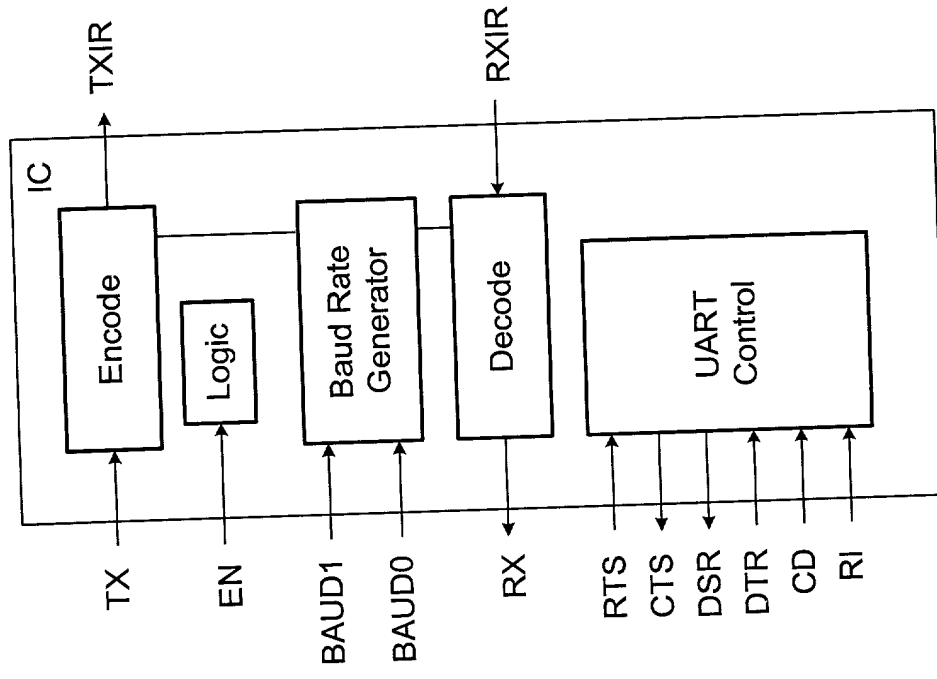 IC
TXIR
RXIR
Encode
Logic
Baud Rate
Generator
Decode
UART
Control
TX
EN
BAUD1
BAUD0
RX
RTS
CTS
DSR
DTR
CD
RI